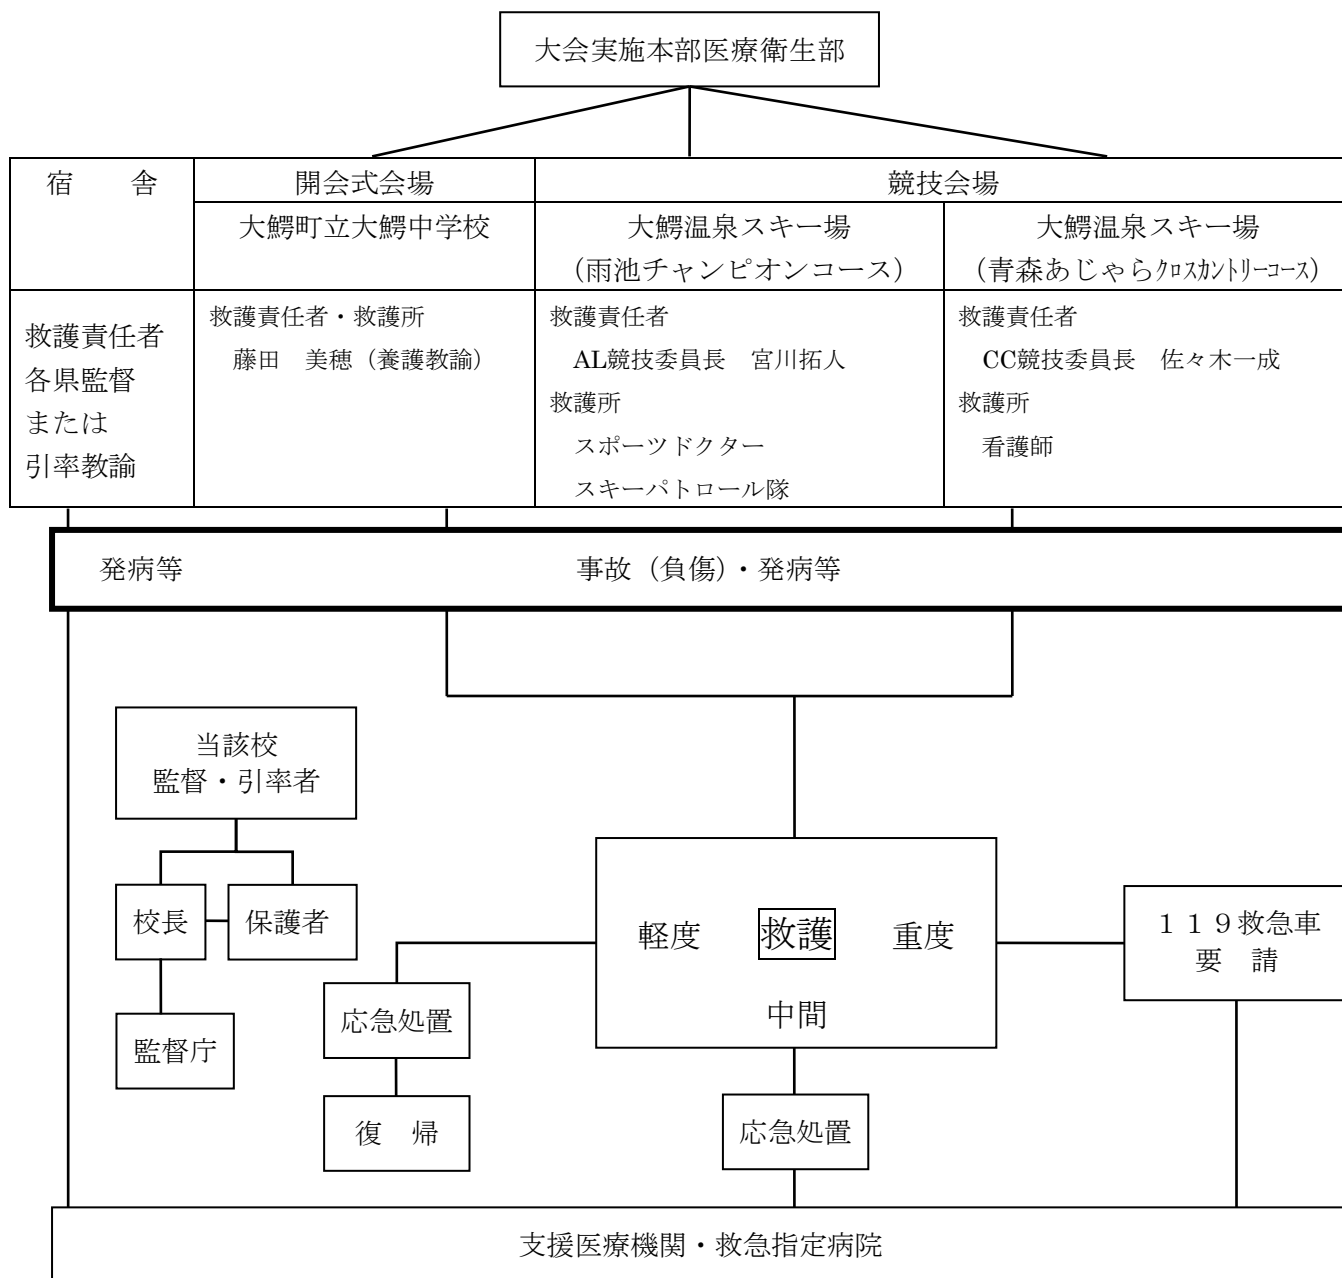 大会実施本部医療衛生部
宿　　舎
開会式会場
競技会場
大鰐町立大鰐中学校
大鰐温泉スキー場
（雨池チャンピオンコース）
大鰐温泉スキー場
（青森あじゃらｸﾛｽｶﾝﾄﾘｰｺｰｽ）
救護責任者
各県監督
または
引率教諭
救護責任者・救護所
藤田　美穂（養護教諭）
救護責任者
AL競技委員長　宮川拓人
救護所
スポーツドクター
スキーパトロール隊
救護責任者
CC競技委員長　佐々木一成
救護所
看護師
発病等
事故（負傷）・発病等
当該校
監督・引率者
校長
保護者
監督庁
軽度
救護
重度
中間
１１９救急車
要　請
応急処置
復　帰
応急処置
支援医療機関・救急指定病院